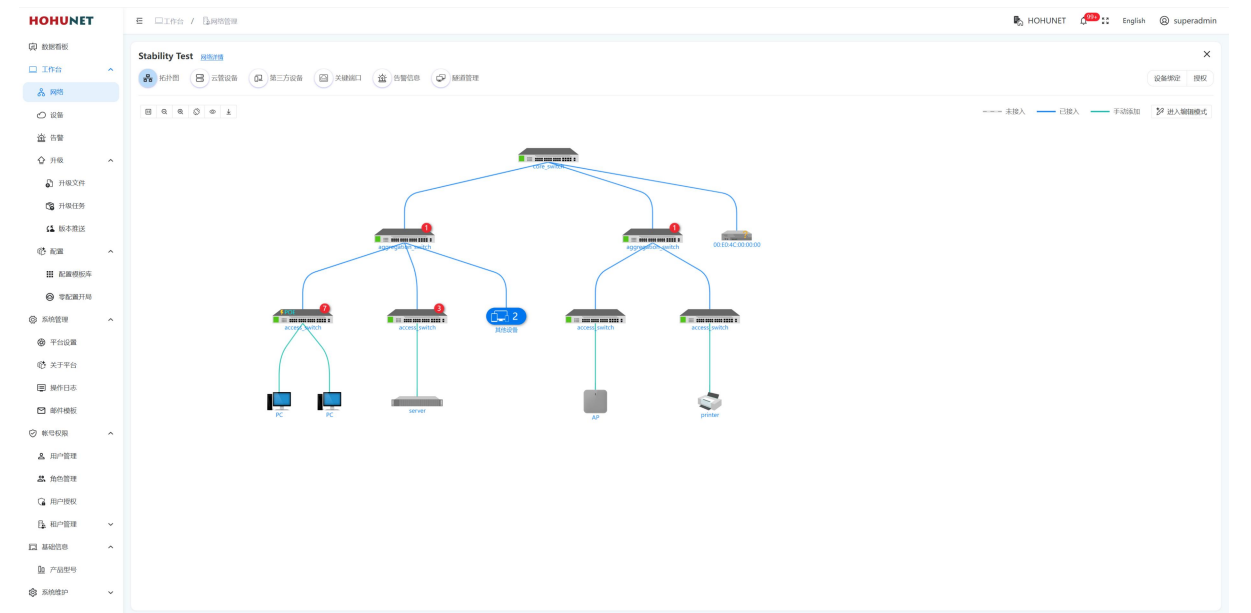 HOHUNET
工作台 / 网络管理
HOHUNET 99+ English superadmin
数据看板
工作台
网络
设备
告警
升级
升级文件
升级任务
版本推送
配置
配置模板库
零配置开局
系统管理
平台设置
关于平台
操作日志
邮件模板
帐号权限
用户管理
角色管理
用户授权
租户管理
基础信息
产品型号
系统维护
Stability Test 网络详情
拓扑图 云管设备 第三方设备 关键端口 告警信息 隧道管理
设备绑定 授权
未接入 已接入 手动添加 进入编辑模式
core_switch
1
aggregation_switch
1
aggregation_switch
00:E0:4C:00:00:00
7
access_switch
3
access_switch
2
其他设备
access_switch
access_switch
PC
PC
server
AP
printer